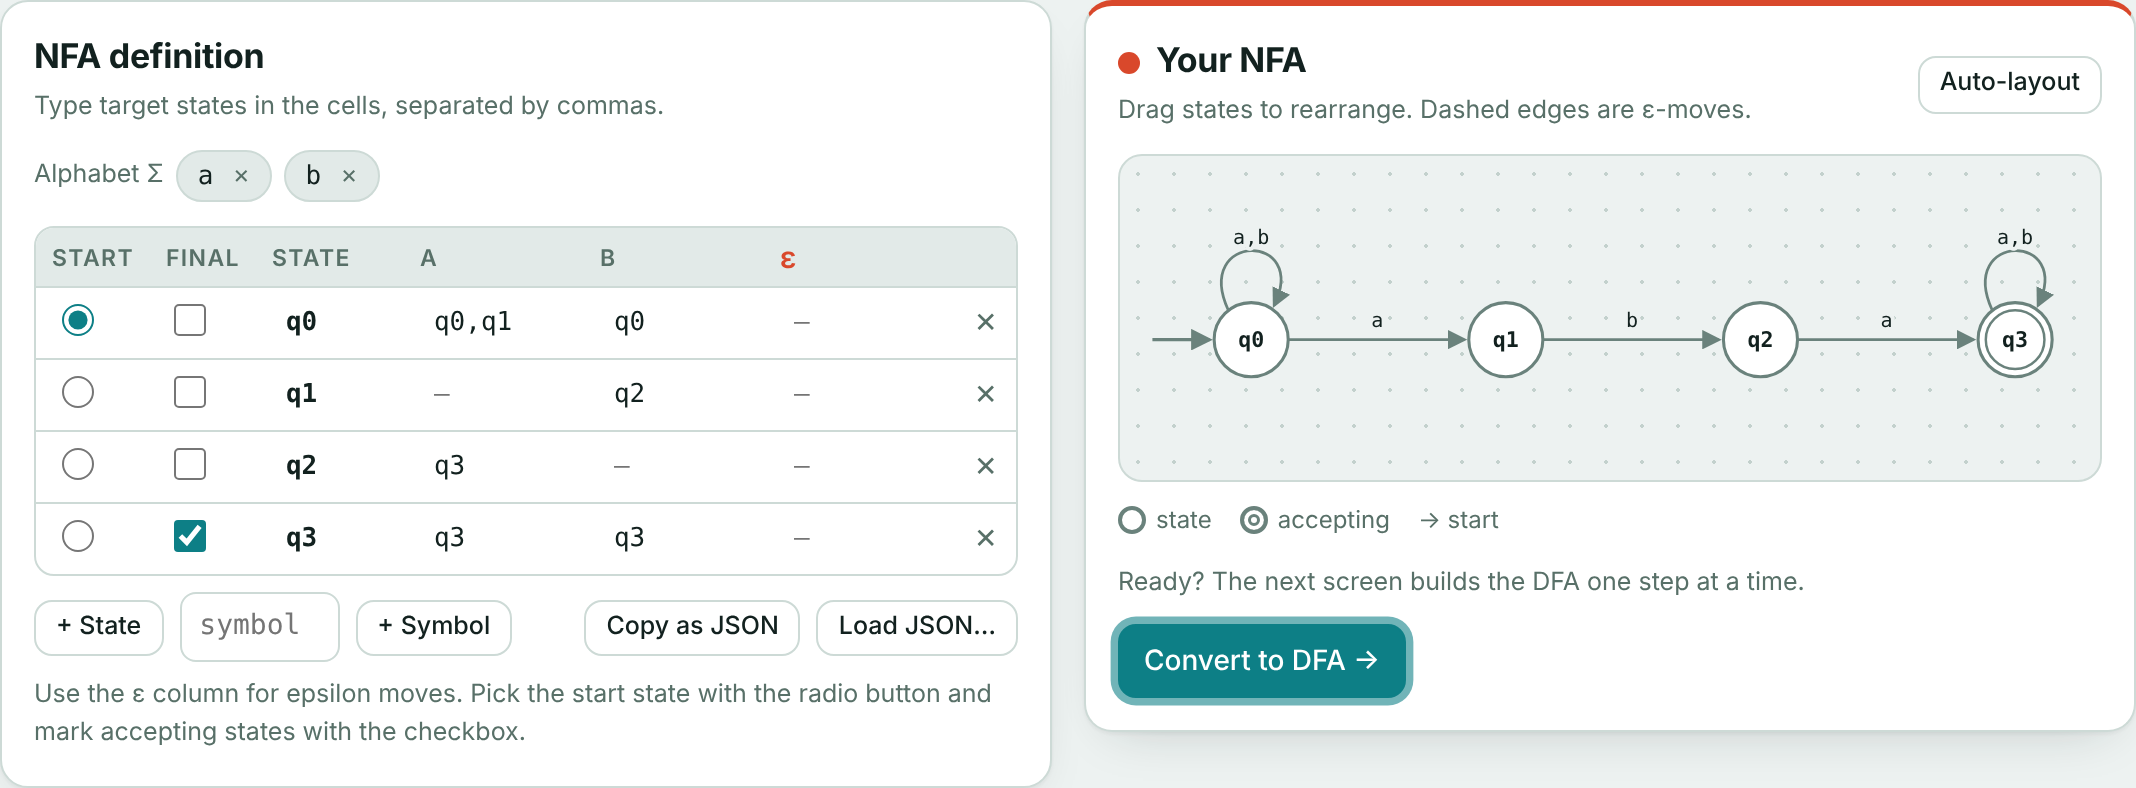 NFA definition
Type target states in the cells, separated by commas.
Alphabet Σ a × b ×
START FINAL STATE A B ε
q0 q0,q1 q0 — ×
q1 — q2 — ×
q2 q3 — — ×
q3 q3 q3 — ×
+ State symbol + Symbol Copy as JSON Load JSON...
Use the ε column for epsilon moves. Pick the start state with the radio button and
mark accepting states with the checkbox.
Your NFA
Auto-layout
Drag states to rearrange. Dashed edges are ε-moves.
a,b a,b
a b a
q0 q1 q2 q3
state accepting → start
Ready? The next screen builds the DFA one step at a time.
Convert to DFA →